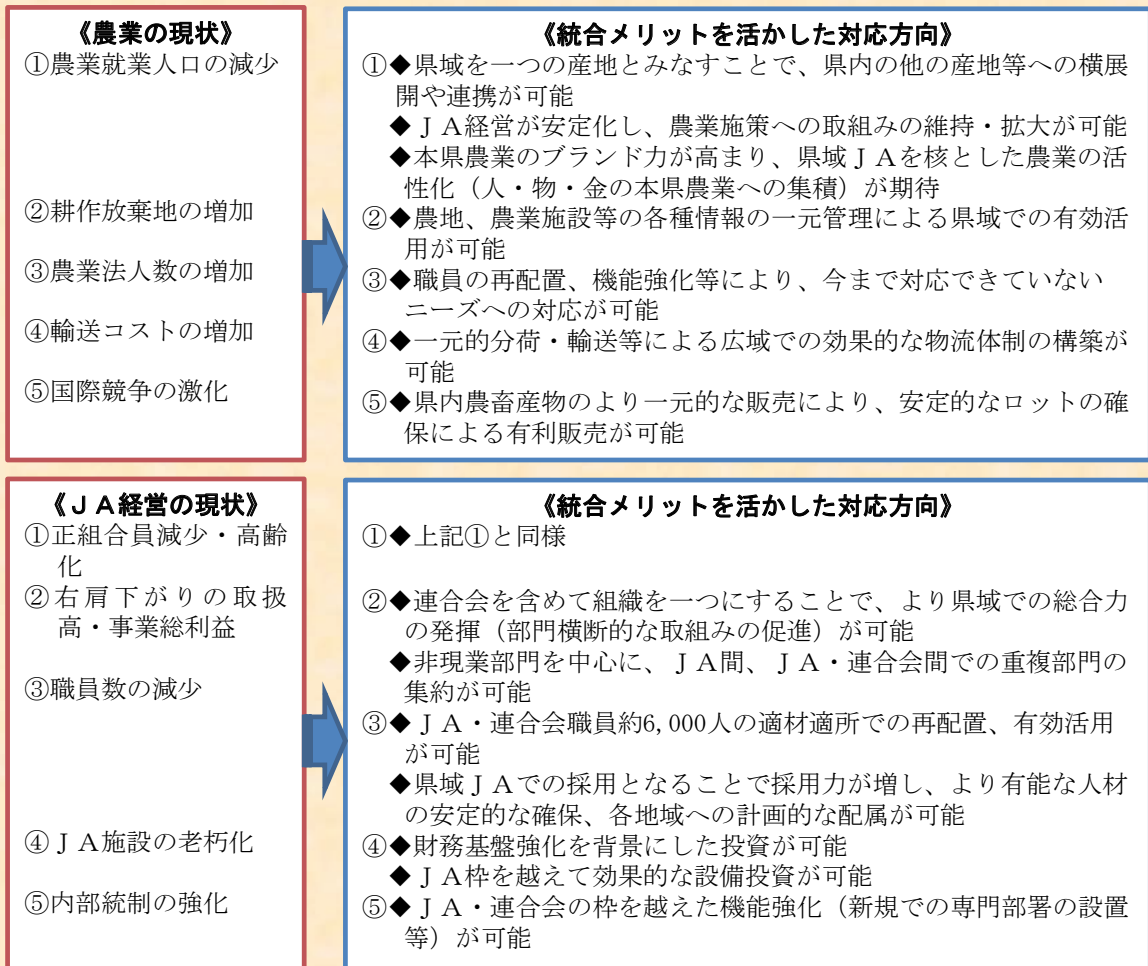 《農業の現状》
①農業就業人口の減少
②耕作放棄地の増加
③農業法人数の増加
④輸送コストの増加
⑤国際競争の激化
《統合メリットを活かした対応方向》
①◆県域を一つの産地とみなすことで、県内の他の産地等への横展
開や連携が可能
◆ＪＡ経営が安定化し、農業施策への取組みの維持・拡大が可能
◆本県農業のブランド力が高まり、県域ＪＡを核とした農業の活
性化（人・物・金の本県農業への集積）が期待
②◆農地、農業施設等の各種情報の一元管理による県域での有効活
用が可能
③◆職員の再配置、機能強化等により、今まで対応できていない
ニーズへの対応が可能
④◆一元的分荷・輸送等による広域での効果的な物流体制の構築が
可能
⑤◆県内農畜産物のより一元的な販売により、安定的なロットの確
保による有利販売が可能
《ＪＡ経営の現状》
①正組合員減少・高齢
化
②右肩下がりの取扱
高・事業総利益
③職員数の減少
④ＪＡ施設の老朽化
⑤内部統制の強化
《統合メリットを活かした対応方向》
①◆上記①と同様
②◆連合会を含めて組織を一つにすることで、より県域での総合力
の発揮（部門横断的な取組みの促進）が可能
◆非現業部門を中心に、ＪＡ間、ＪＡ・連合会間での重複部門の
集約が可能
③◆ＪＡ・連合会職員約6,000人の適材適所での再配置、有効活用
が可能
◆県域ＪＡでの採用となることで採用力が増し、より有能な人材
の安定的な確保、各地域への計画的な配属が可能
④◆財務基盤強化を背景にした投資が可能
◆ＪＡ枠を越えて効果的な設備投資が可能
⑤◆ＪＡ・連合会の枠を越えた機能強化（新規での専門部署の設置
等）が可能